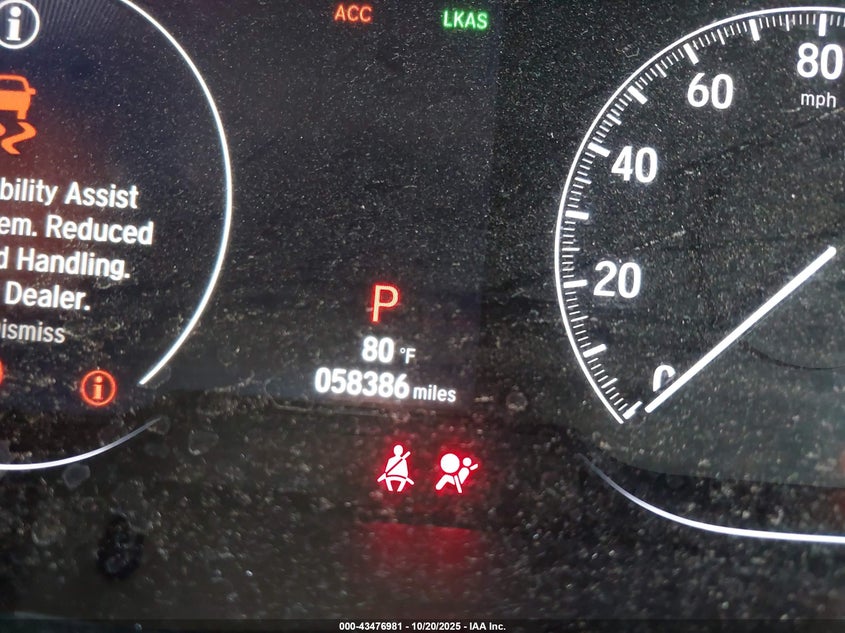 ACC
LKAS
bility Assist
em. Reduced
d Handling.
Dealer.
ismiss
P
80 °F
058386 miles
80
mph
60
40
20
0
000-43476981 - 10/20/2025 - IAA Inc.